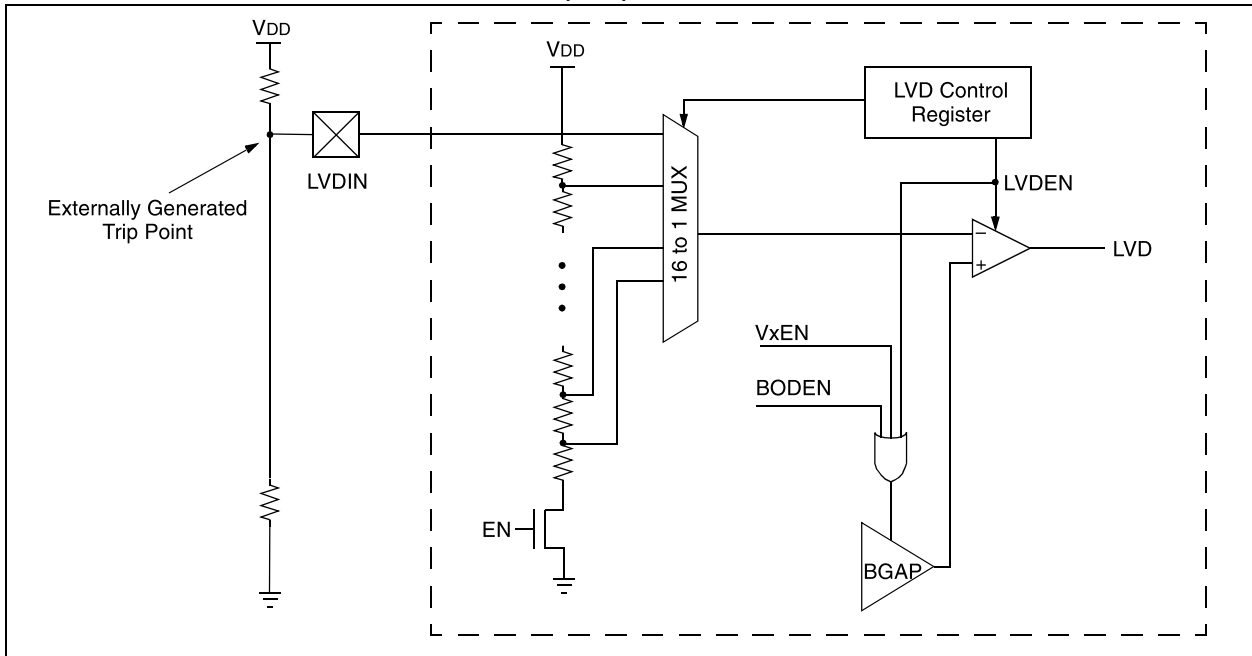 VDD
VDD
LVD Control
Register
LVDIN
Externally Generated
Trip Point
16 to 1 MUX
LVDEN
–
+
LVD
VxEN
BODEN
EN
BGAP